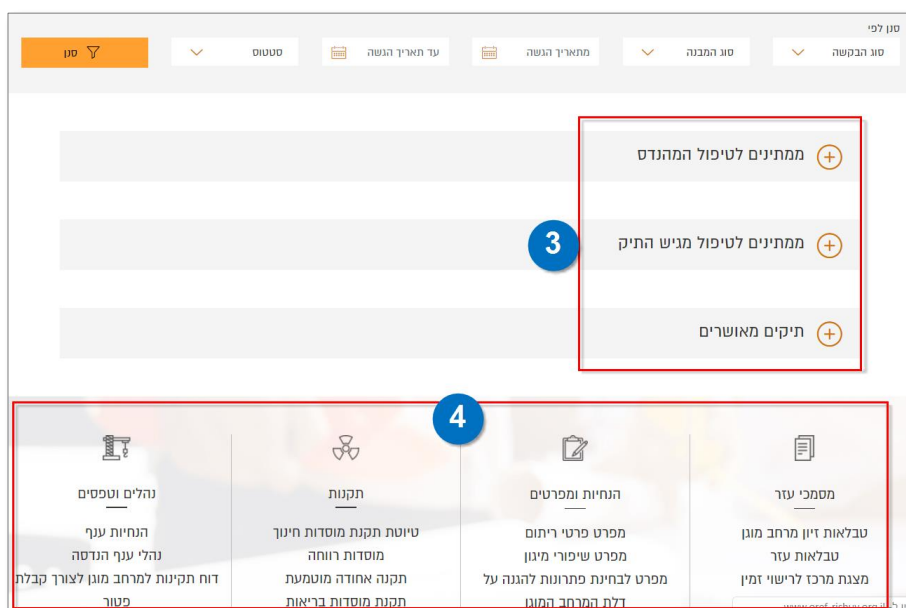 סנן לפי
סוג הבקשה
סוג המבנה
מתאריך הגשה
עד תאריך הגשה
סטטוס
סנן
ממתינים לטיפול המהנדס
3
ממתינים לטיפול מגיש התיק
תיקים מאושרים
4
מסמכי עזר
טבלאות זיון מרחב מוגן
טבלאות עזר
מצגת מרכז לרישוי זמין
הנחיות ומפרטים
מפרט פרטי ריתום
מפרט שיפורי מיגון
מפרט לבחינת פתרונות להגנה על
דלת המרחב המוגן
תקנות
טיוטת תקנת מוסדות חינוך
מוסדות רווחה
תקנה אחודה מוטמעת
תקנת מוסדות בריאות
נהלים וטפסים
הנחיות ענף
נהלי ענף הנדסה
דוח תקינות למרחב מוגן לצורך קבלת
פטור